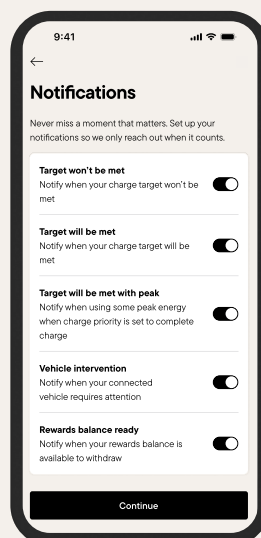 9:41
Notifications
Never miss a moment that matters. Set up your
notifications so we only reach out when it counts.
Target won't be met
Notify when your charge target won't be
met
Target will be met
Notify when your charge target will be
met
Target will be met with peak
Notify when using some peak energy
when charge priority is set to complete
charge
Vehicle intervention
Notify when your connected
vehicle requires attention
Rewards balance ready
Notify when your rewards balance is
available to withdraw
Continue